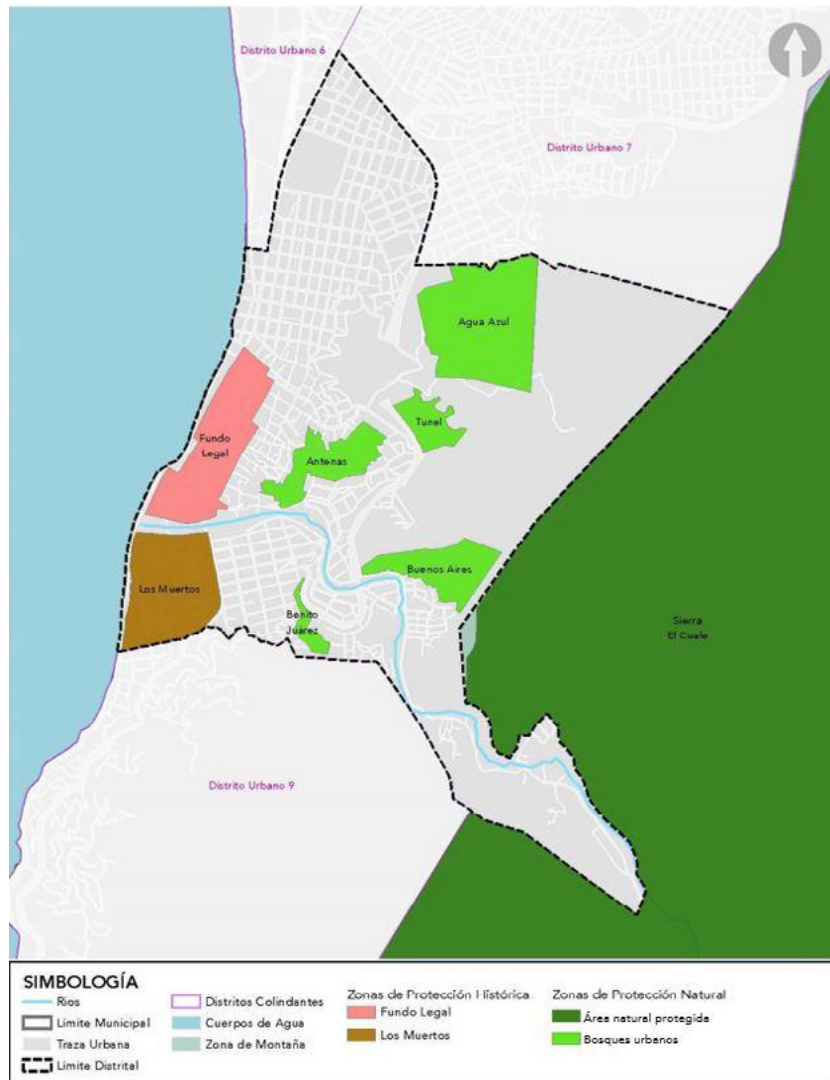 Distrito Urbano 6
Distrito Urbano 7
Agua Azul
Tunel
Fundo
Legal
Antenas
Buenos Aires
Los Muertos
Benito
Juarez
Sierra
El Cuale
Distrito Urbano 9
SIMBOLOGÍA
Rios
Limite Municipal
Traza Urbana
Limite Distrital
Distritos Colindantes
Cuerpos de Agua
Zona de Montaña
Zonas de Protección Histórica
Fundo Legal
Los Muertos
Zonas de Protección Natural
Área natural protegida
Bosques urbanos